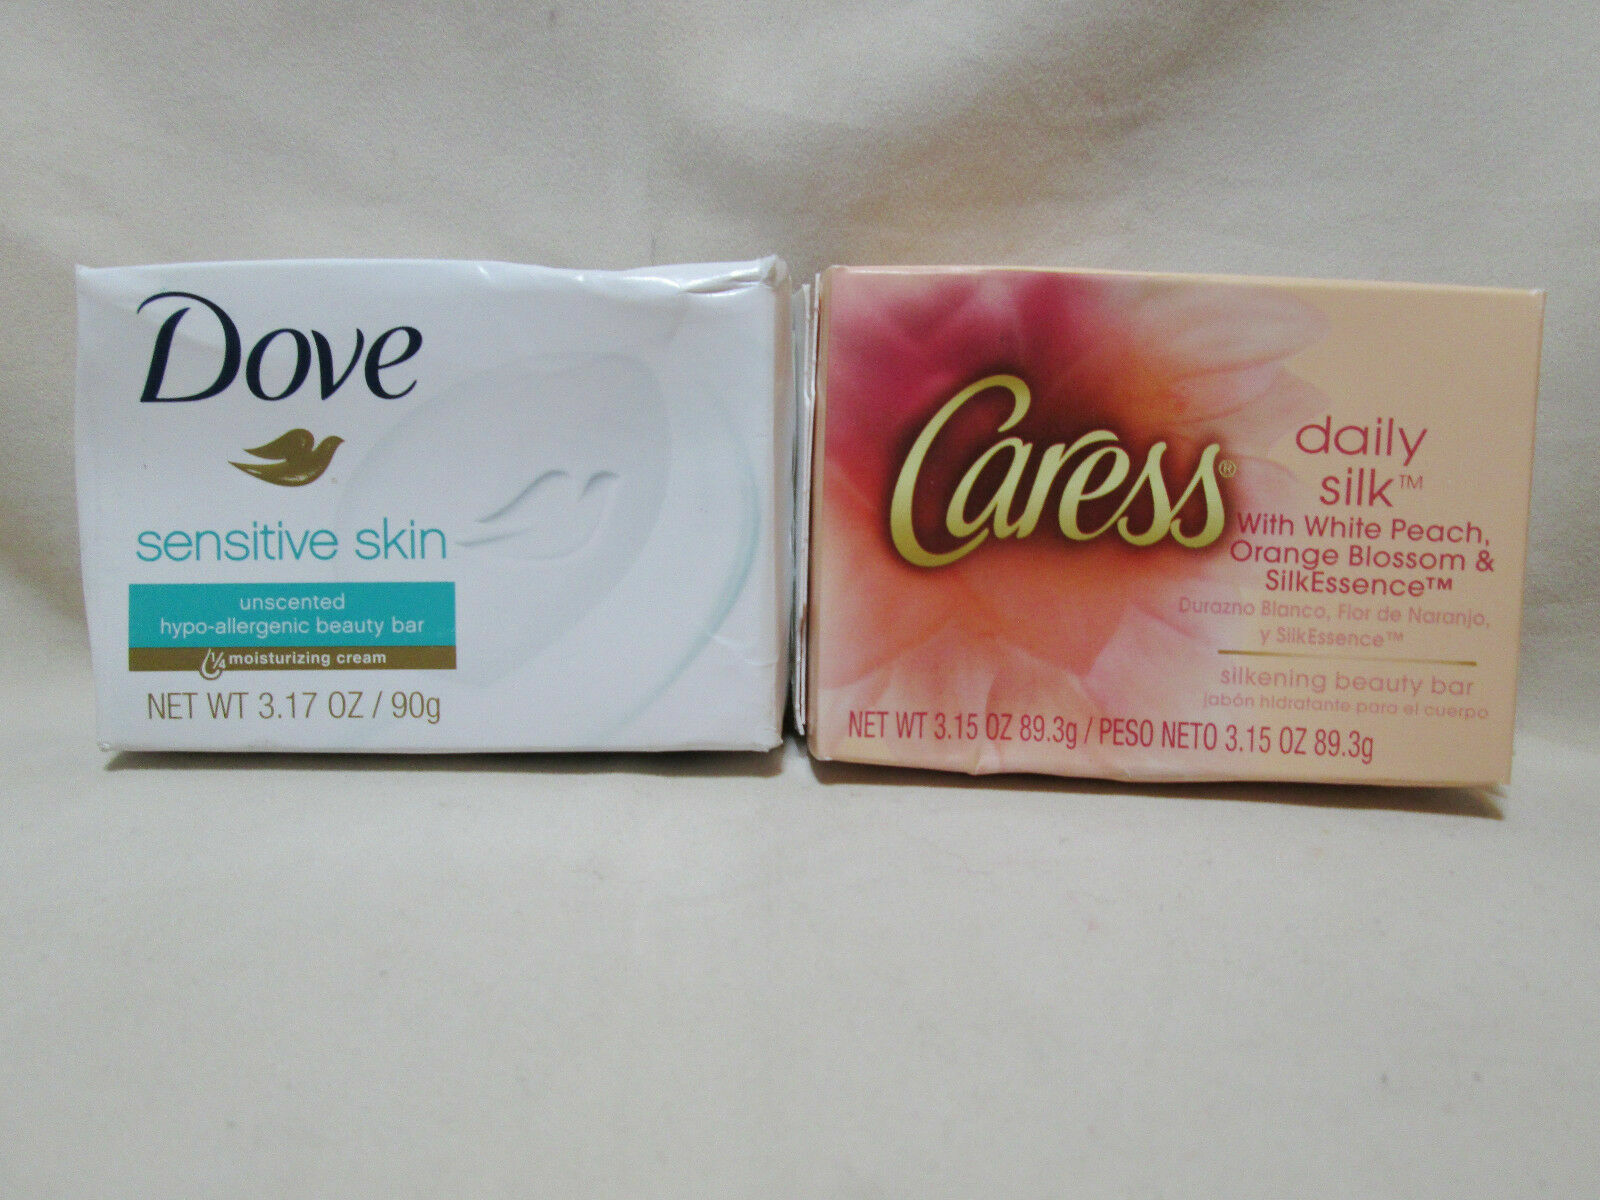 Dove
sensitive skin
unscented
hypo-allergenic beauty bar
1/4 moisturizing cream
NET WT 3.17 OZ / 90g
Caress®
daily
silk™
With White Peach,
Orange Blossom &
SilkEssence™
Durazno Blanco, Flor de Naranjo,
y SilkEssence™
silkening beauty bar
jabón hidratante para el cuerpo
NET WT 3.15 OZ 89.3g / PESO NETO 3.15 OZ 89.3g